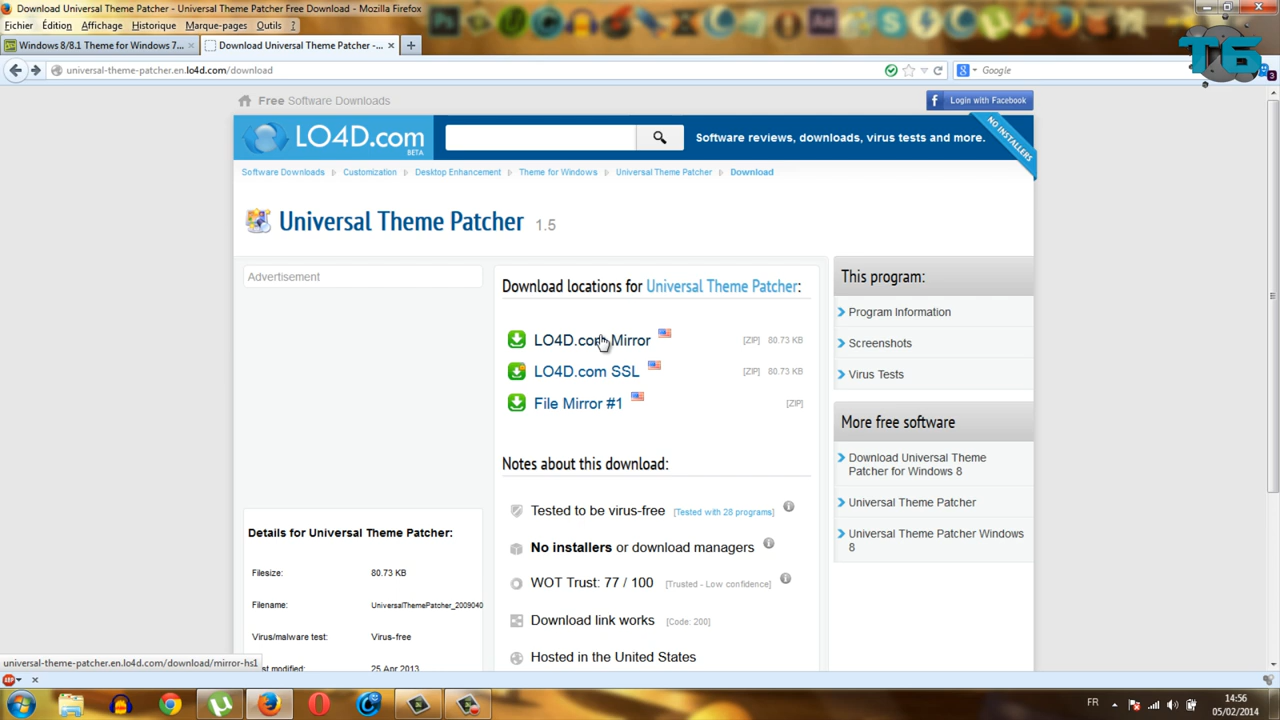 Download Universal Theme Patcher - Universal Theme Patcher Free Download - Mozilla Firefox
Fichier Édition Affichage Historique Marque-pages Outils ?
Windows 8/8.1 Theme for Windows 7...
Download Universal Theme Patcher -...
universal-theme-patcher.en.lo4d.com/download
Google
T6
3
Free Software Downloads
Login with Facebook
LO4D.com
BETA
Software reviews, downloads, virus tests and more.
NO INSTALLERS
Software Downloads Customization Desktop Enhancement Theme for Windows Universal Theme Patcher Download
Universal Theme Patcher 1.5
Advertisement
Download locations for Universal Theme Patcher:
LO4D.com Mirror [ZIP] 80.73 KB
LO4D.com SSL [ZIP] 80.73 KB
File Mirror #1 [ZIP]
Notes about this download:
Tested to be virus-free [Tested with 28 programs]
No installers or download managers
WOT Trust: 77 / 100 [Trusted - Low confidence]
Download link works [Code: 200]
Hosted in the United States
This program:
Program Information
Screenshots
Virus Tests
More free software
Download Universal Theme
Patcher for Windows 8
Universal Theme Patcher
Universal Theme Patcher Windows
8
Details for Universal Theme Patcher:
Filesize: 80.73 KB
Filename: UniversalThemePatcher_2009040
Virus/malware test: Virus-free
st modified: 25 Apr 2013
universal-theme-patcher.en.lo4d.com/download/mirror-hs1
FR
14:56
05/02/2014